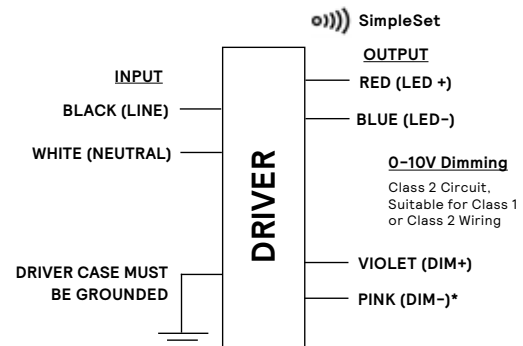 SimpleSet
INPUT
OUTPUT
BLACK (LINE)
RED (LED +)
WHITE (NEUTRAL)
BLUE (LED–)
DRIVER
0–10V Dimming
Class 2 Circuit,
Suitable for Class 1
or Class 2 Wiring
DRIVER CASE MUST
BE GROUNDED
VIOLET (DIM+)
PINK (DIM–)*